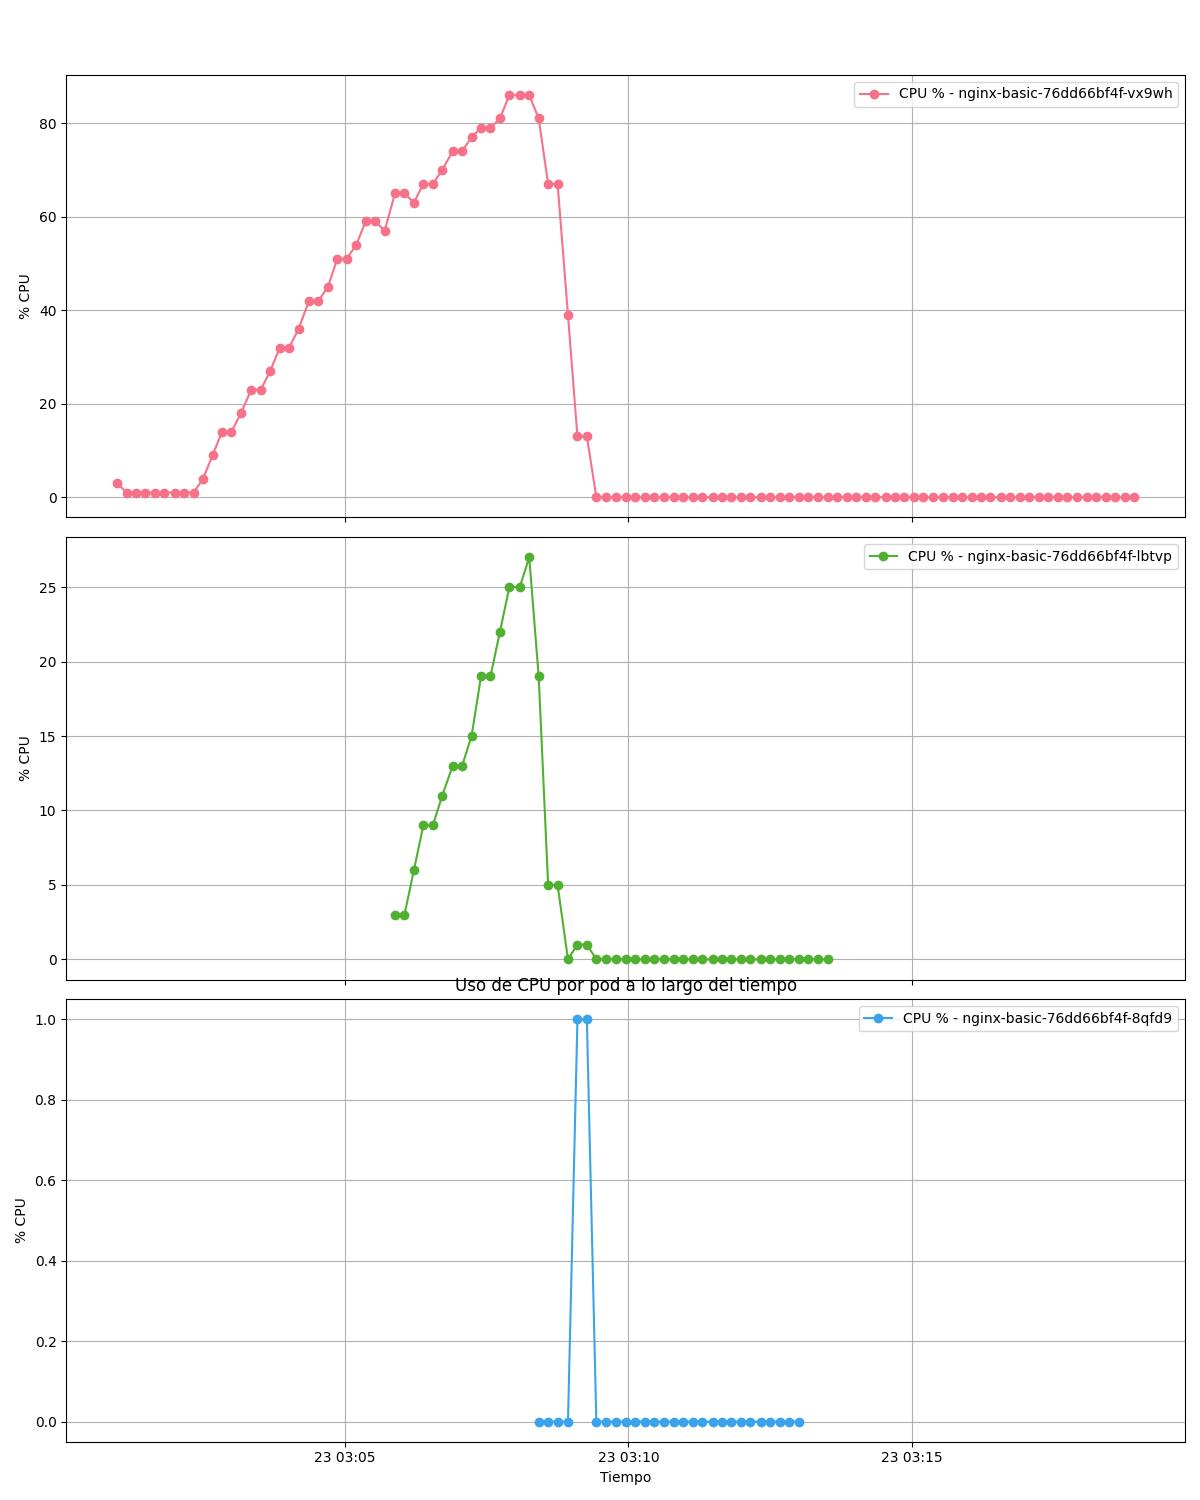 CPU % - nginx-basic-76dd66bf4f-vx9wh
80
60
40
20
0
% CPU
CPU % - nginx-basic-76dd66bf4f-lbtvp
25
20
15
10
5
0
% CPU
Uso de CPU por pod a lo largo del tiempo
CPU % - nginx-basic-76dd66bf4f-8qfd9
1.0
0.8
0.6
0.4
0.2
0.0
% CPU
23 03:05
23 03:10
23 03:15
Tiempo